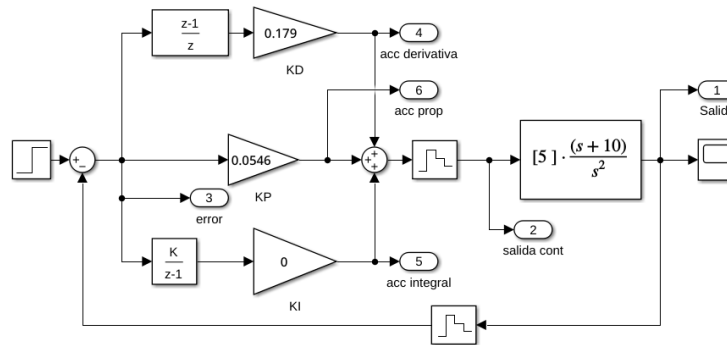 z-1
z
0.179
KD
4
acc derivativa
6
acc prop
+
−
0.0546
KP
+
+
+
[5 ]· (s + 10)
s²
1
Salid
3
error
2
salida cont
K
z-1
0
KI
5
acc integral